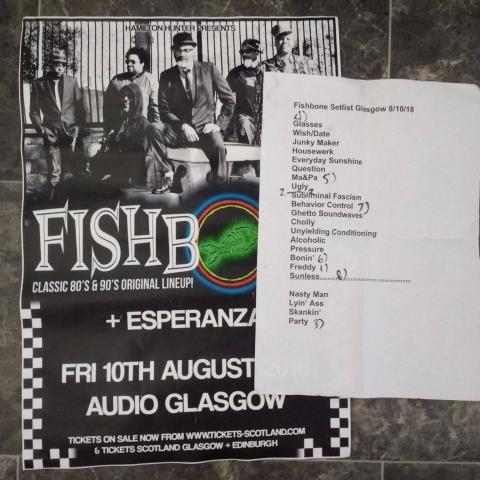 HAMILTON HUNTER PRESENTS
FISHB
CLASSIC 80'S & 90'S ORIGINAL LINEUP!
+ ESPERANZA
FRI 10TH AUGUST
AUDIO GLASGOW
TICKETS ON SALE NOW FROM WWW.TICKETS-SCOTLAND.COM
& TICKETS SCOTLAND GLASGOW + EDINBURGH
Fishbone Setlist Glasgow 8/10/18
4)
Glasses
Wish/Date
Junky Maker
Housewerk
Everyday Sunshine
Question
Ma&Pa 5)
Ugly
2 Subliminal Fascism
Behavior Control 7)
Ghetto Soundwaves
Cholly
Unyielding Conditioning
Alcoholic
Pressure
Bonin' 6)
Freddy 1)
Sunless 8)
Nasty Man
Lyin' Ass
Skankin'
Party 3)